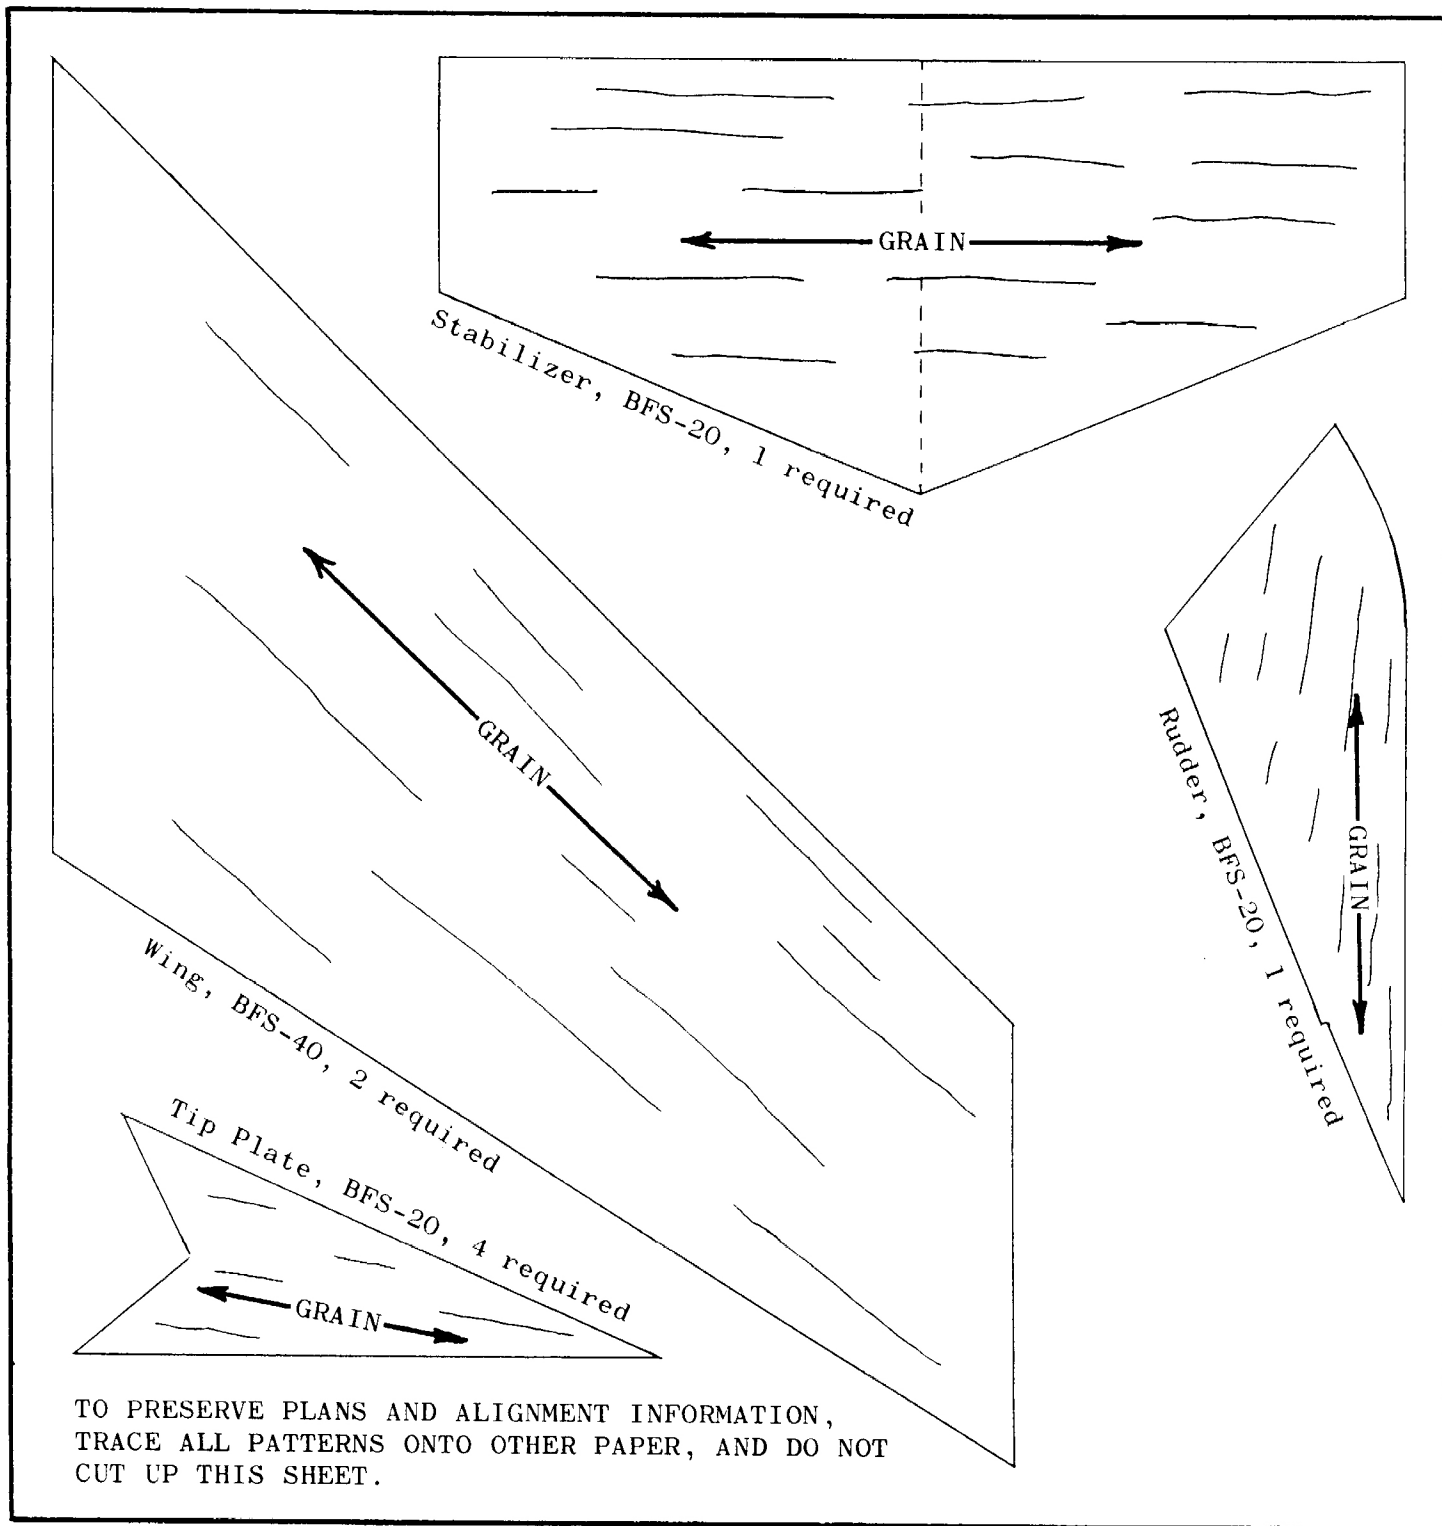 GRAIN
Stabilizer, BFS-20, 1 required
GRAIN
Rudder, BFS-20, 1 required
GRAIN
Wing, BFS-40, 2 required
Tip Plate, BFS-20, 4 required
GRAIN
TO PRESERVE PLANS AND ALIGNMENT INFORMATION,
TRACE ALL PATTERNS ONTO OTHER PAPER, AND DO NOT
CUT UP THIS SHEET.